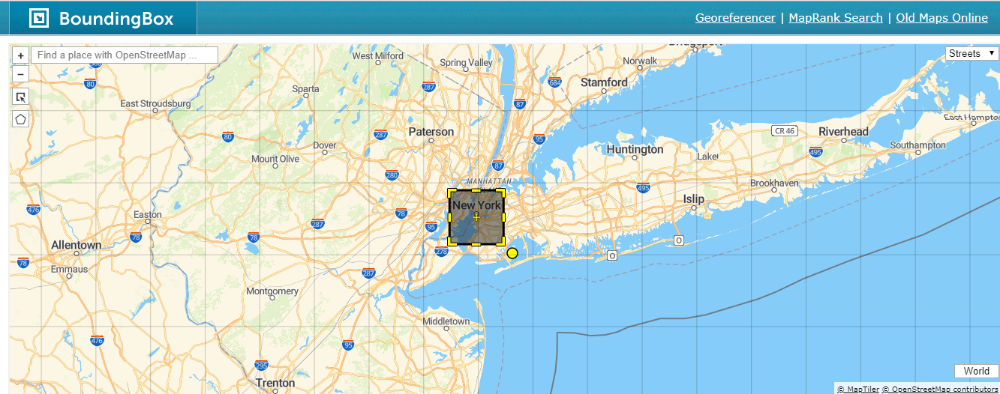 BoundingBox
Georeferencer | MapRank Search | Old Maps Online
+
Find a place with OpenStreetMap ...
Streets
−
West Milford
Spring Valley
Norwalk
80
287
684
Stamford
Sparta
East Stroudsburg
87
East Hampto
CR 46
Paterson
Riverhead
80
287
95
Dover
Southampton
Huntington
495
Mount Olive
Lakel
87
280
MANHATTAN
Brookhaven
495
Islip
New York
476
Easton
78
287
95
78
78
O
Allentown
278
O
78
Emmaus
287
Montgomery
Middletown
476
95
295
World
Trenton
© MapTiler © OpenStreetMap contributors